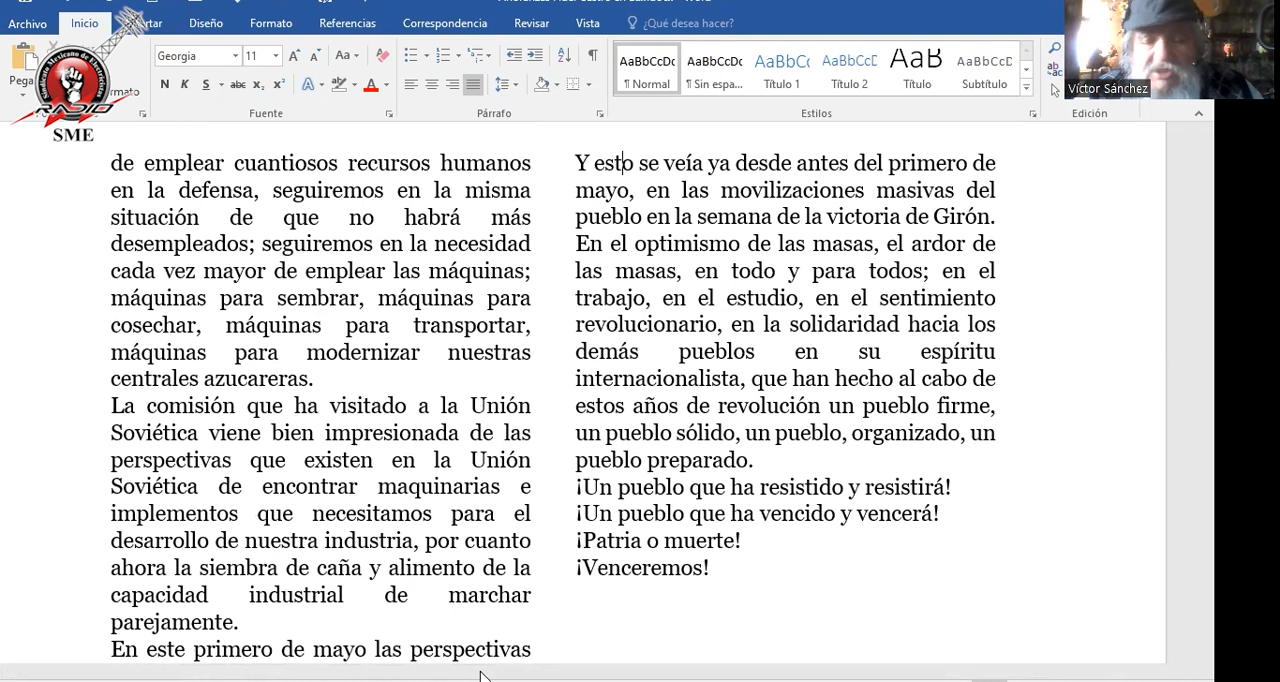 Archivo
Inicio
Insertar
Diseño
Formato
Referencias
Correspondencia
Revisar
Vista
¿Qué desea hacer?
Georgia
11
Aa
Pega
N K S abc x₂ x²
Fuente
Párrafo
AaBbCcDc AaBbCcDc AaBbCc AaBbCcC AaB AaBbCcD
¶ Normal
¶ Sin espa...
Título 1
Título 2
Título
Subtítulo
Estilos
Edición
Víctor Sánchez
Sindicato Mexicano de Electricistas
RADIO
SME
de emplear cuantiosos recursos humanos
en la defensa, seguiremos en la misma
situación de que no habrá más
desempleados; seguiremos en la necesidad
cada vez mayor de emplear las máquinas;
máquinas para sembrar, máquinas para
cosechar, máquinas para transportar,
máquinas para modernizar nuestras
centrales azucareras.
La comisión que ha visitado a la Unión
Soviética viene bien impresionada de las
perspectivas que existen en la Unión
Soviética de encontrar maquinarias e
implementos que necesitamos para el
desarrollo de nuestra industria, por cuanto
ahora la siembra de caña y alimento de la
capacidad industrial de marchar
parejamente.
En este primero de mayo las perspectivas
Y esto se veía ya desde antes del primero de
mayo, en las movilizaciones masivas del
pueblo en la semana de la victoria de Girón.
En el optimismo de las masas, el ardor de
las masas, en todo y para todos; en el
trabajo, en el estudio, en el sentimiento
revolucionario, en la solidaridad hacia los
demás pueblos en su espíritu
internacionalista, que han hecho al cabo de
estos años de revolución un pueblo firme,
un pueblo sólido, un pueblo, organizado, un
pueblo preparado.
¡Un pueblo que ha resistido y resistirá!
¡Un pueblo que ha vencido y vencerá!
¡Patria o muerte!
¡Venceremos!